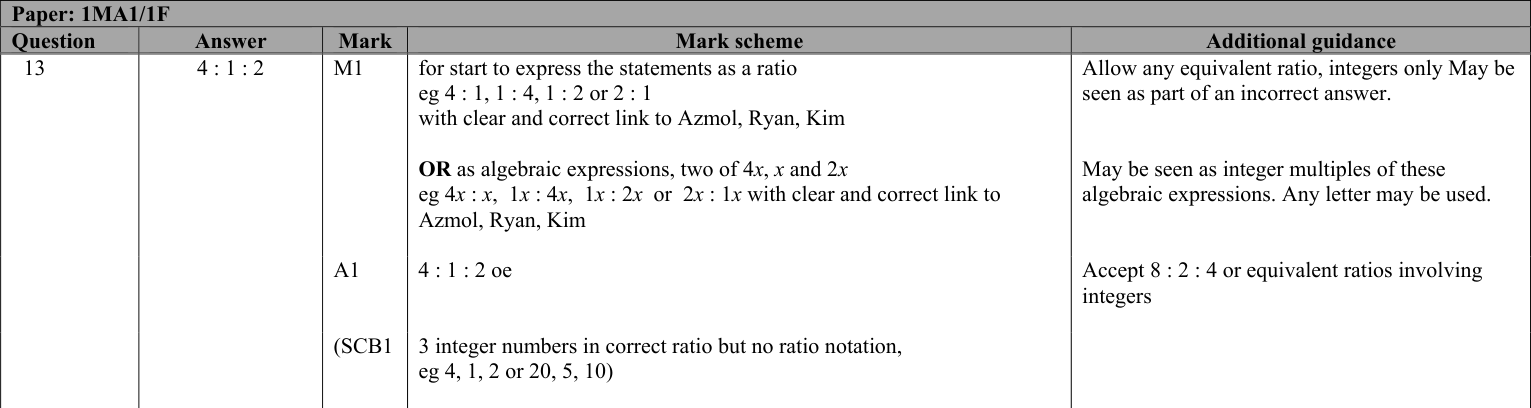 Paper: 1MA1/1F
Question Answer Mark Mark scheme Additional guidance
13 4 : 1 : 2 M1 for start to express the statements as a ratio Allow any equivalent ratio, integers only May be
eg 4 : 1, 1 : 4, 1 : 2 or 2 : 1 seen as part of an incorrect answer.
with clear and correct link to Azmol, Ryan, Kim
OR as algebraic expressions, two of 4x, x and 2x May be seen as integer multiples of these
eg 4x : x, 1x : 4x, 1x : 2x or 2x : 1x with clear and correct link to algebraic expressions. Any letter may be used.
Azmol, Ryan, Kim
A1 4 : 1 : 2 oe Accept 8 : 2 : 4 or equivalent ratios involving
integers
(SCB1 3 integer numbers in correct ratio but no ratio notation,
eg 4, 1, 2 or 20, 5, 10)